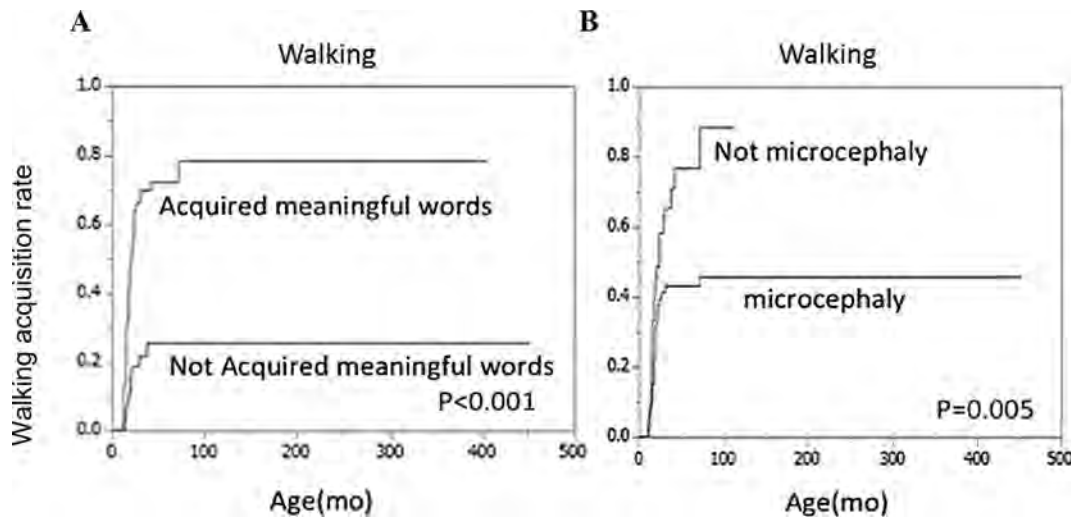 A
Walking
1.0
0.8
0.6
0.4
0.2
0.0
Walking acquisition rate
Acquired meaningful words
Not Acquired meaningful words
P<0.001
0 100 200 300 400 500
Age(mo)
B
Walking
1.0
0.8
0.6
0.4
0.2
0.0
Not microcephaly
microcephaly
P=0.005
0 100 200 300 400 500
Age(mo)